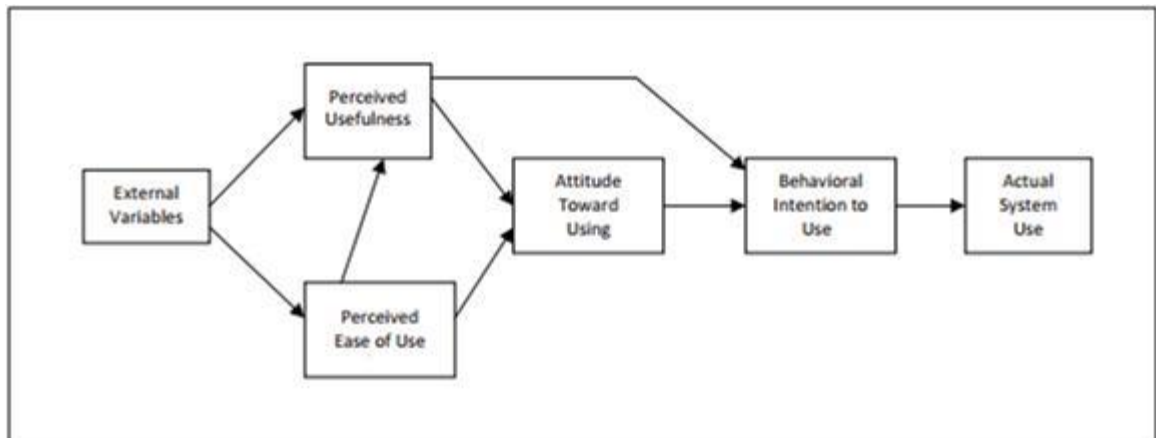 Perceived
Usefulness
External
Variables
Attitude
Toward
Using
Behavioral
Intention to
Use
Actual
System
Use
Perceived
Ease of Use